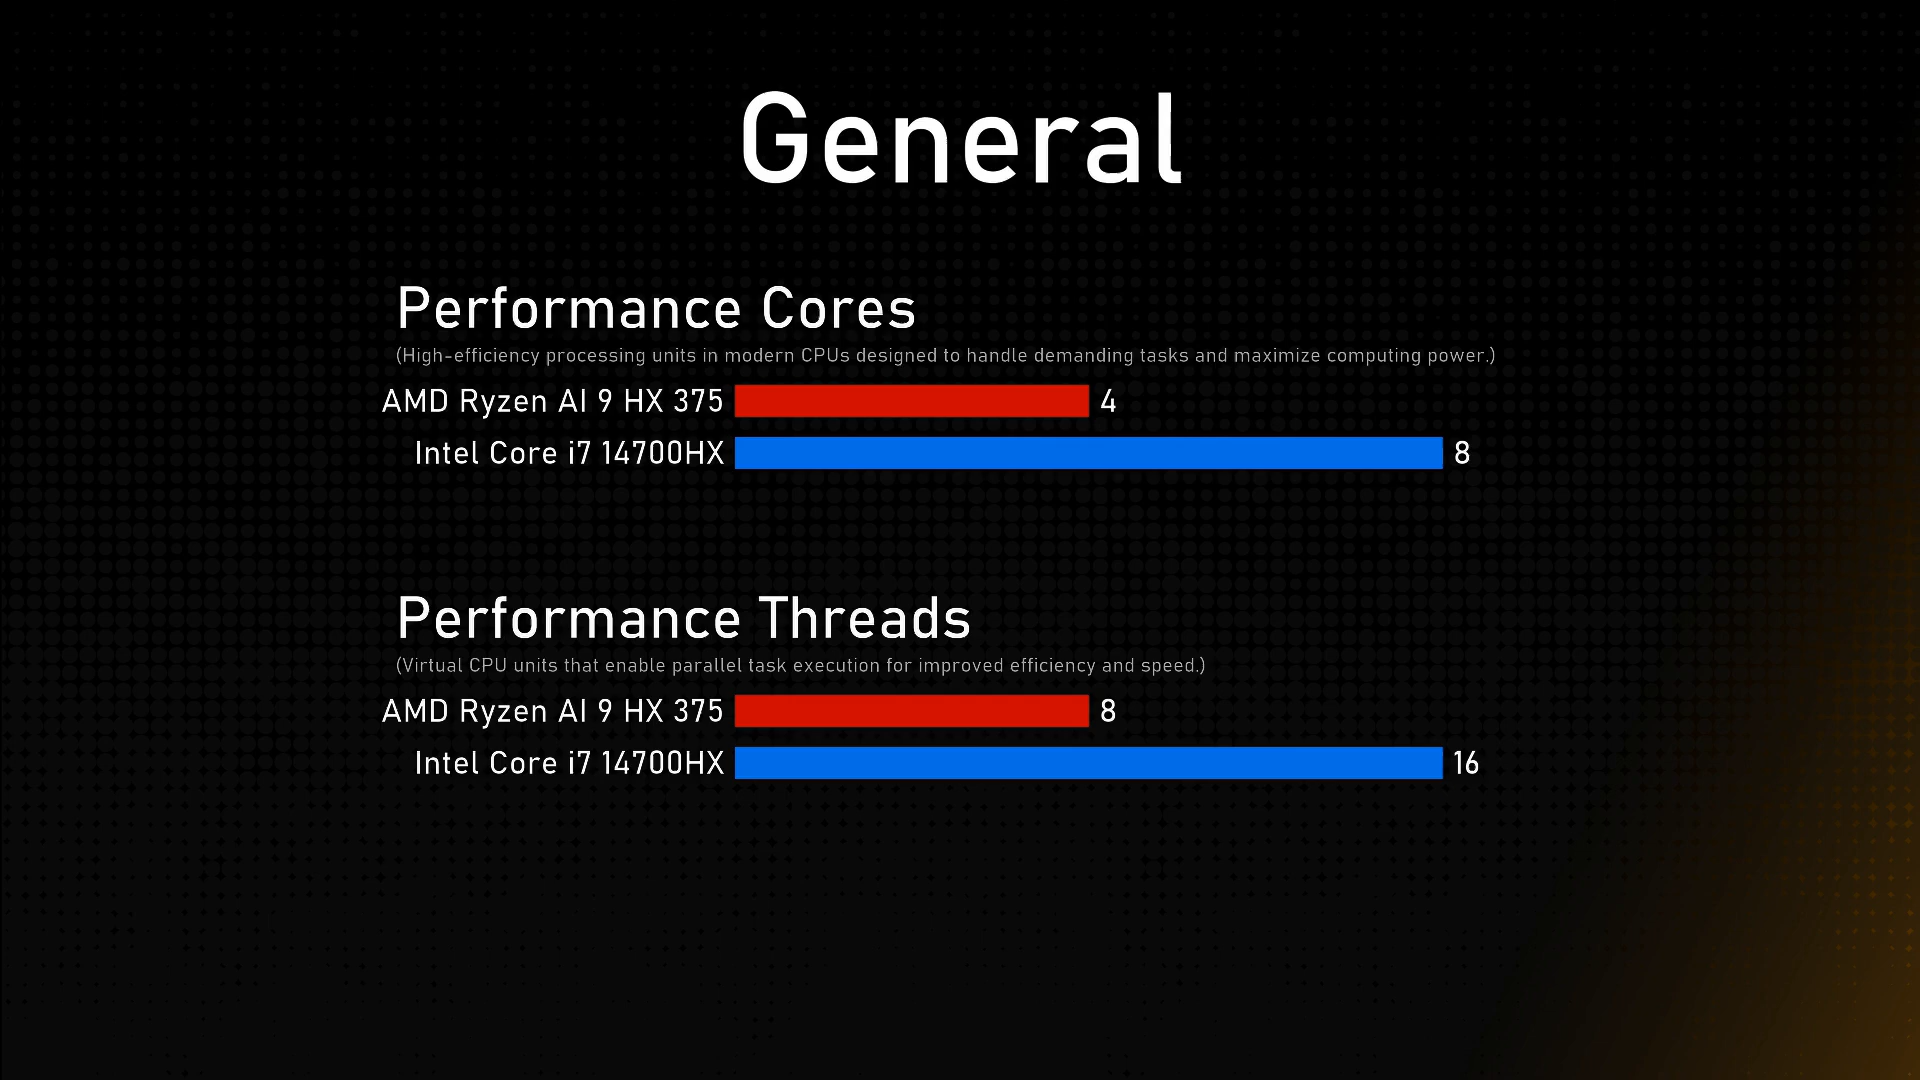 General
Performance Cores
(High-efficiency processing units in modern CPUs designed to handle demanding tasks and maximize computing power.)
AMD Ryzen AI 9 HX 375 4
Intel Core i7 14700HX 8
Performance Threads
(Virtual CPU units that enable parallel task execution for improved efficiency and speed.)
AMD Ryzen AI 9 HX 375 8
Intel Core i7 14700HX 16